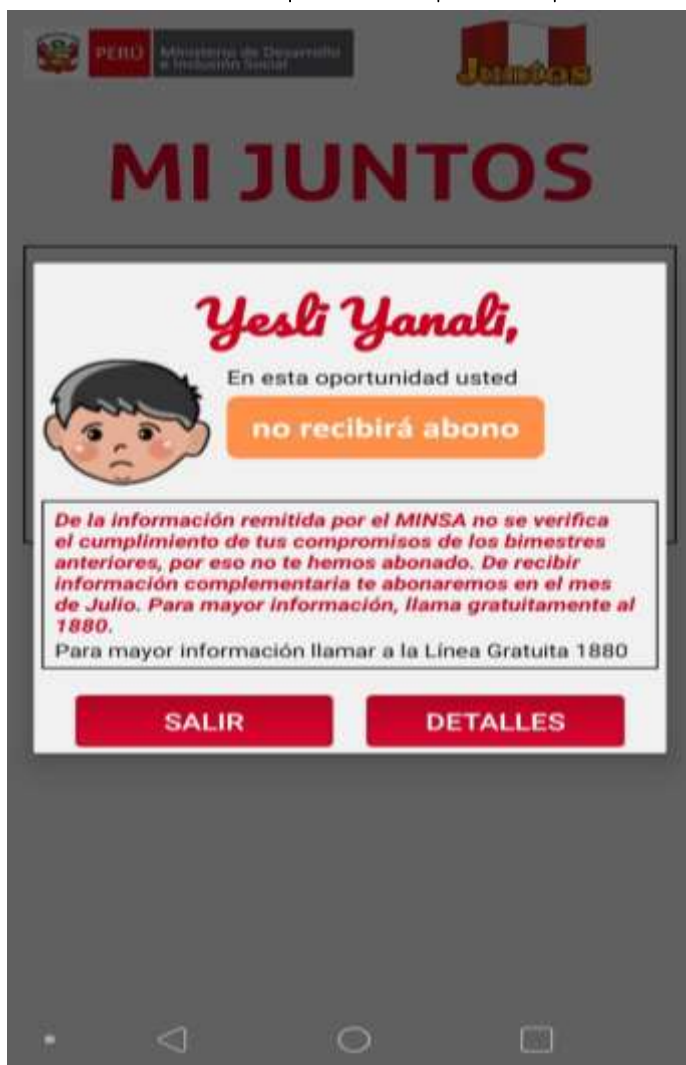 PERÚ
Ministerio de Desarrollo
e Inclusión Social
Juntos
MI JUNTOS
Yesli Yanali,
En esta oportunidad usted
no recibirá abono
De la información remitida por el MINSA no se verifica
el cumplimiento de tus compromisos de los bimestres
anteriores, por eso no te hemos abonado. De recibir
información complementaria te abonaremos en el mes
de Julio. Para mayor información, llama gratuitamente al
1880.
Para mayor información llamar a la Línea Gratuita 1880
SALIR
DETALLES